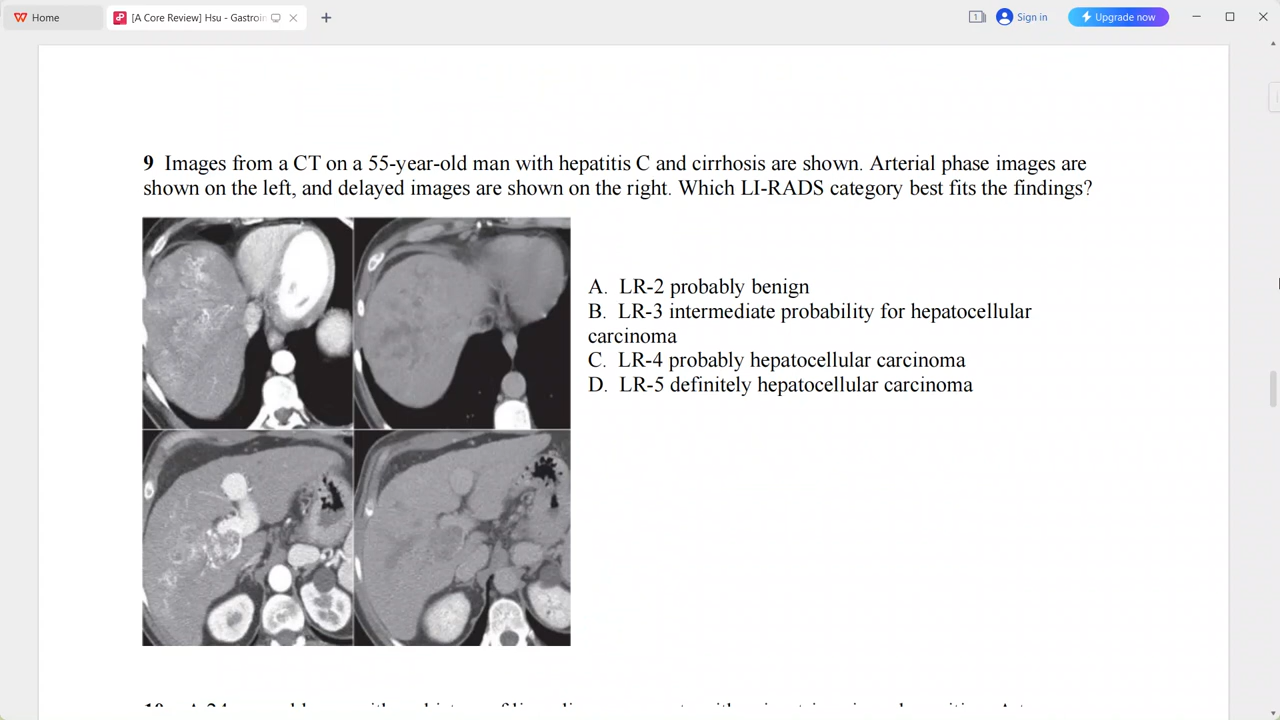 Home
[A Core Review] Hsu - Gastroin
1
Sign in
Upgrade now
9 Images from a CT on a 55-year-old man with hepatitis C and cirrhosis are shown. Arterial phase images are
shown on the left, and delayed images are shown on the right. Which LI-RADS category best fits the findings?
A. LR-2 probably benign
B. LR-3 intermediate probability for hepatocellular
carcinoma
C. LR-4 probably hepatocellular carcinoma
D. LR-5 definitely hepatocellular carcinoma